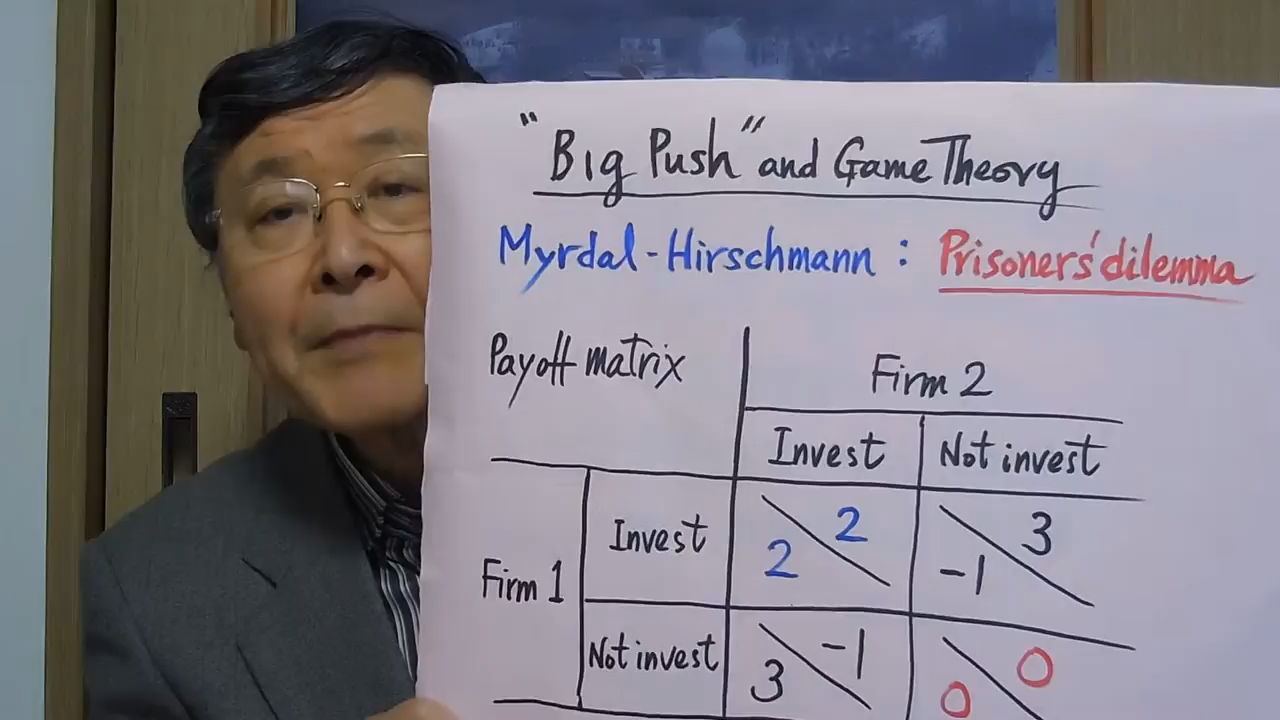 "Big Push" and Game Theory
Myrdal-Hirschmann : Prisoners' dilemma
Payoff matrix
Firm 2
Invest Not invest
Firm 1
Invest 2 2 -1 3
Not invest 3 -1 0 0